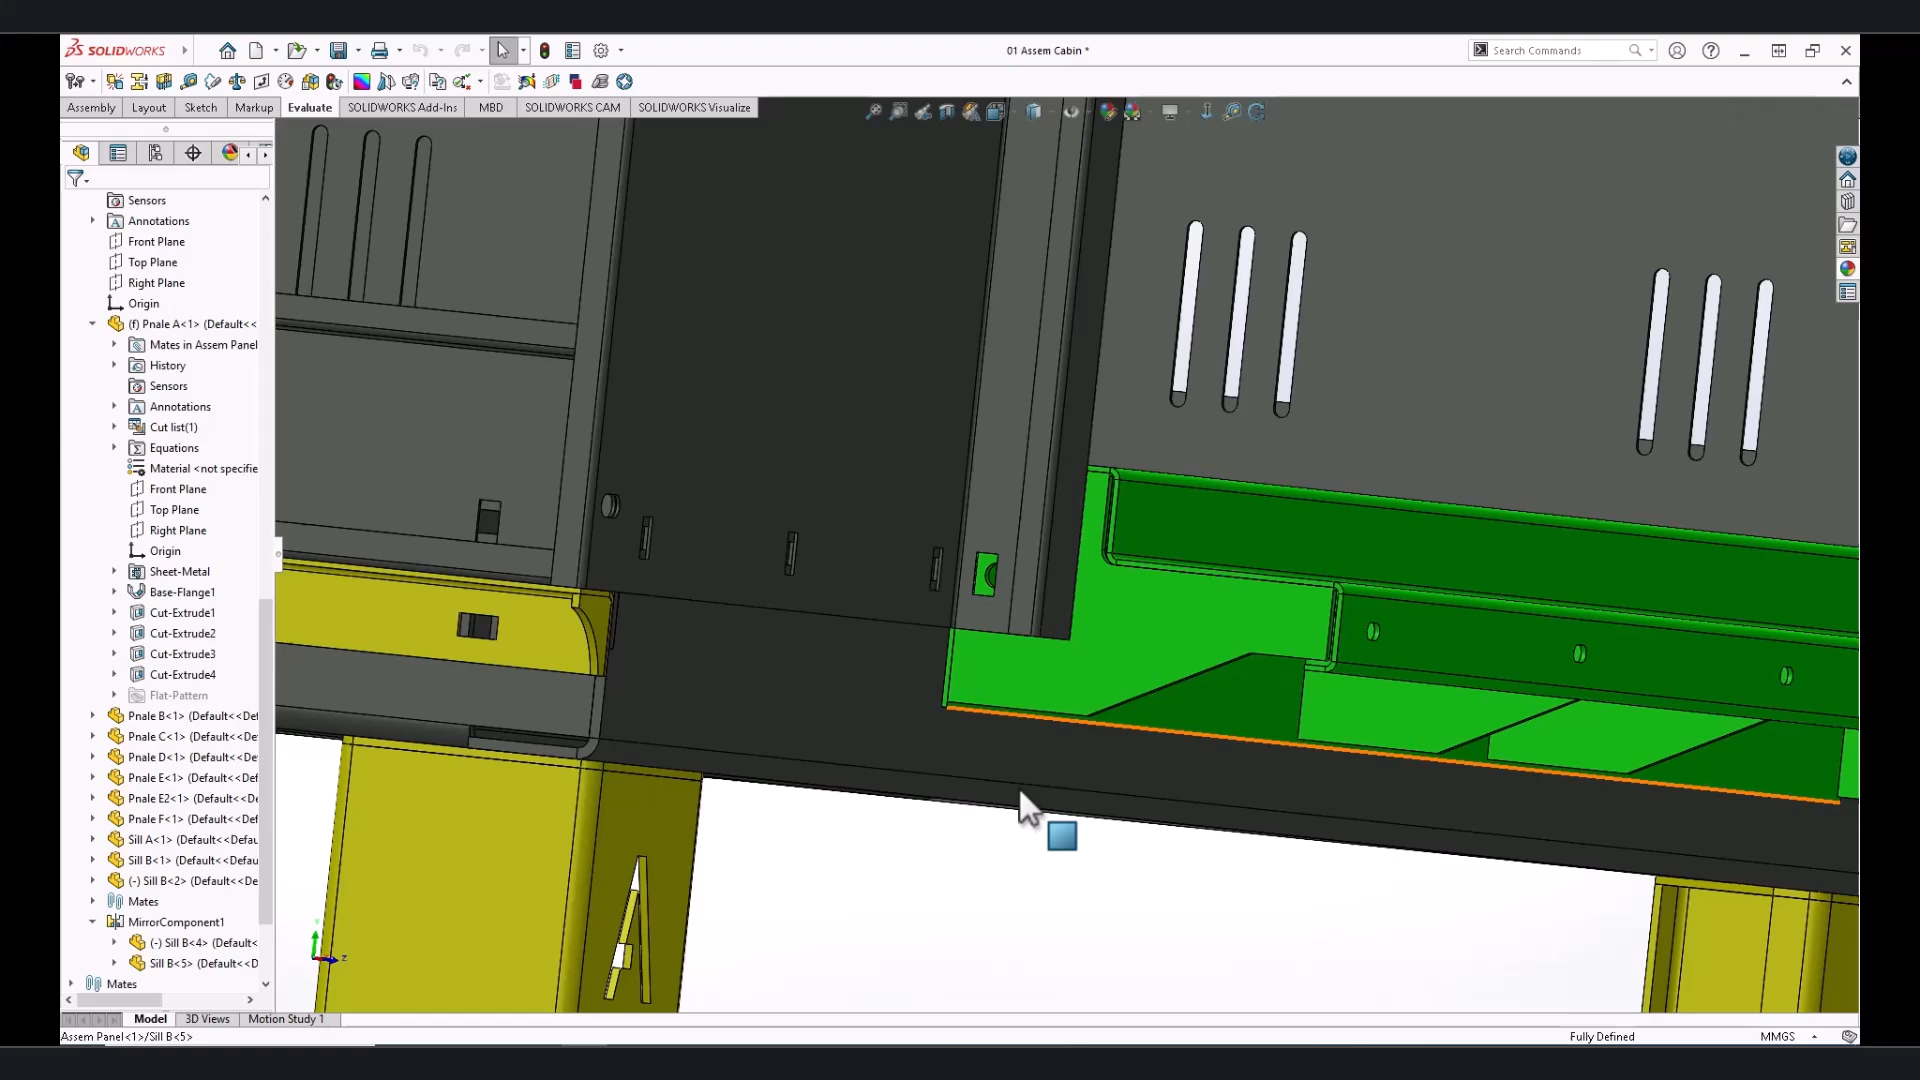 SOLIDWORKS
01 Assem Cabin *
Search Commands
Assembly
Layout
Sketch
Markup
Evaluate
SOLIDWORKS Add-Ins
MBD
SOLIDWORKS CAM
SOLIDWORKS Visualize
Sensors
Annotations
Front Plane
Top Plane
Right Plane
Origin
(f) Pnale A<1> (Default<<
Mates in Assem Panel
History
Sensors
Annotations
Cut list(1)
Equations
Material <not specifie
Front Plane
Top Plane
Right Plane
Origin
Sheet-Metal
Base-Flange1
Cut-Extrude1
Cut-Extrude2
Cut-Extrude3
Cut-Extrude4
Flat-Pattern
Pnale B<1> (Default<<Def
Pnale C<1> (Default<<De
Pnale D<1> (Default<<De
Pnale E<1> (Default<<Def
Pnale E2<1> (Default<<De
Pnale F<1> (Default<<Def
Sill A<1> (Default<<Defau
Sill B<1> (Default<<Defau
(-) Sill B<2> (Default<<De
Mates
MirrorComponent1
(-) Sill B<4> (Default<
Sill B<5> (Default<<D
Mates
Y
Z
A
Model
3D Views
Motion Study 1
Assem Panel<1>/Sill B<5>
Fully Defined
MMGS